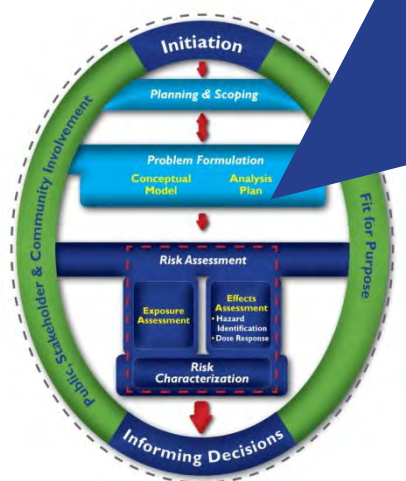 Initiation
Planning & Scoping
Problem Formulation
Conceptual Model
Analysis Plan
Public, Stakeholder & Community Involvement
Fit for Purpose
Risk Assessment
Exposure Assessment
Effects Assessment
• Hazard Identification
• Dose Response
Risk Characterization
Informing Decisions